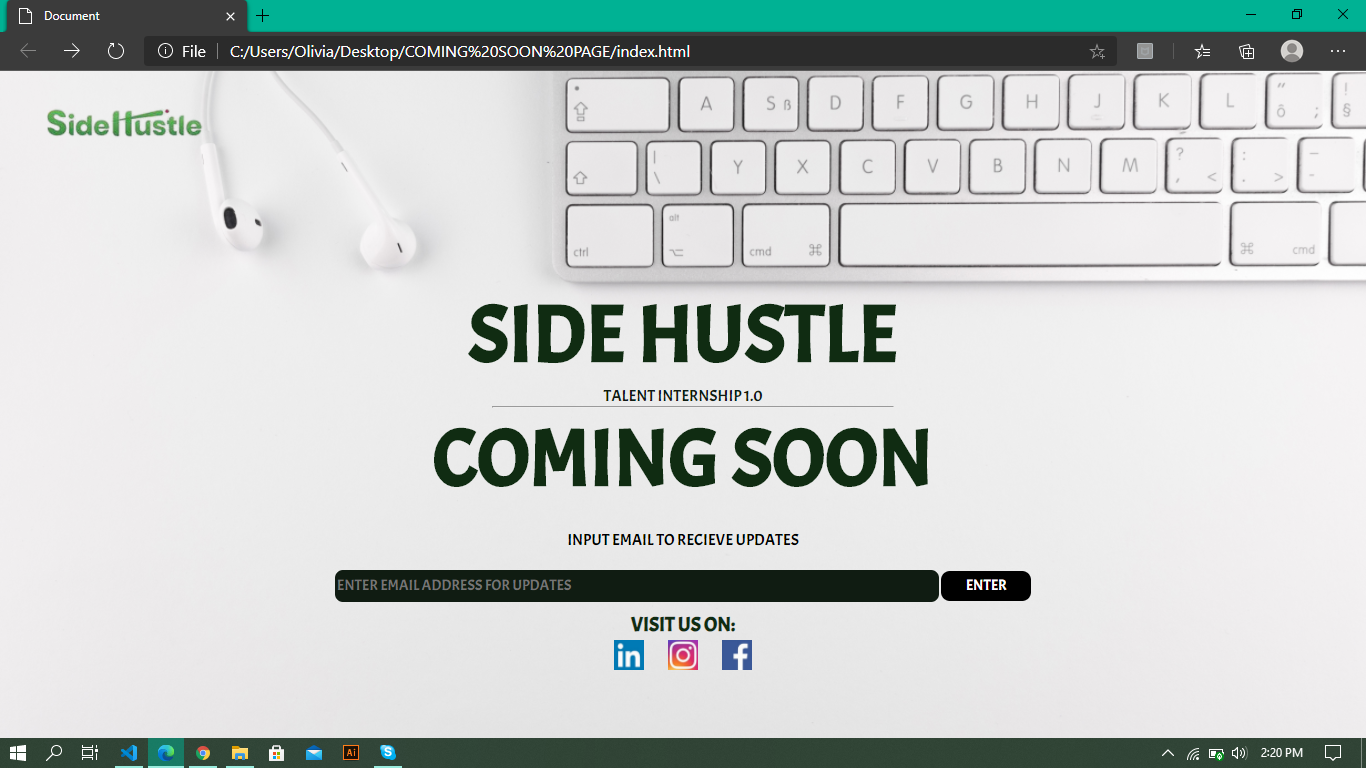 Document
File
C:/Users/Olivia/Desktop/COMING%20SOON%20PAGE/index.html
SideHustle
A S ß D F G H J K L ” ô ; ! §
| \ Y X C V B N M ? , < : . > -
alt
ctrl cmd ⌘ ⌘ cmd
SIDE HUSTLE
TALENT INTERNSHIP 1.0
COMING SOON
INPUT EMAIL TO RECIEVE UPDATES
ENTER EMAIL ADDRESS FOR UPDATES ENTER
VISIT US ON:
in f
Ai S 2:20 PM